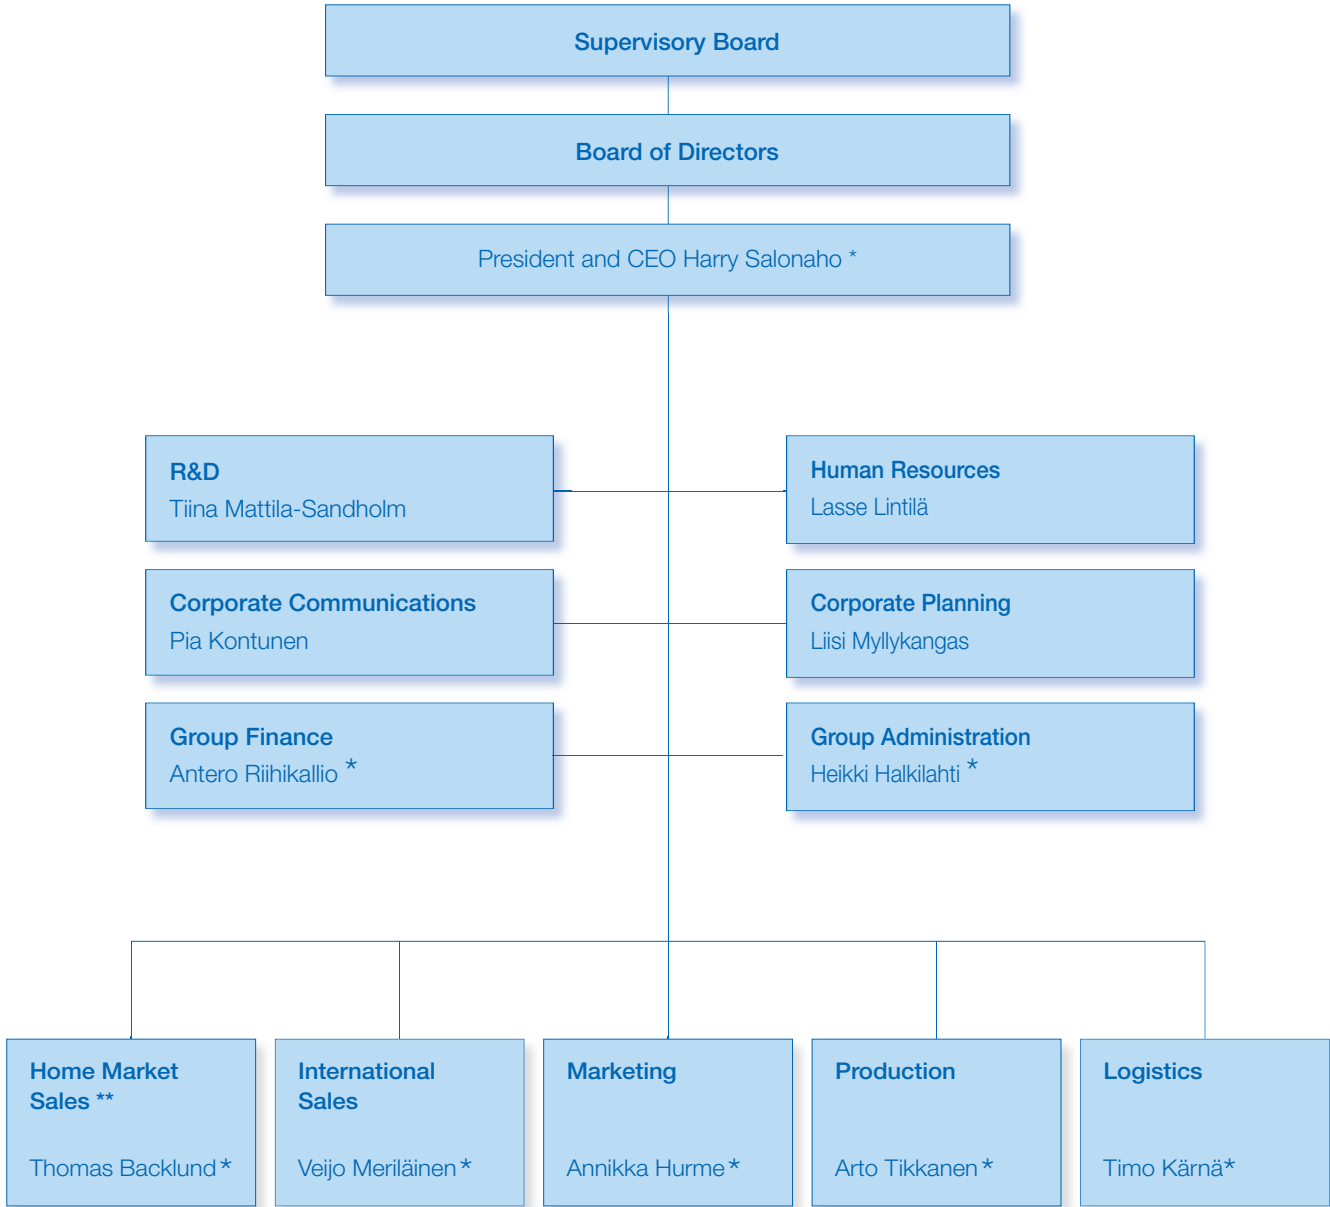 Supervisory Board
Board of Directors
President and CEO Harry Salonaho *
R&D
Tiina Mattila-Sandholm
Human Resources
Lasse Lintilä
Corporate Communications
Pia Kontunen
Corporate Planning
Liisi Myllykangas
Group Finance
Antero Riihikallio *
Group Administration
Heikki Halkilahti *
Home Market
Sales **
Thomas Backlund *
International
Sales
Veijo Meriläinen *
Marketing
Annikka Hurme *
Production
Arto Tikkanen *
Logistics
Timo Kärnä*